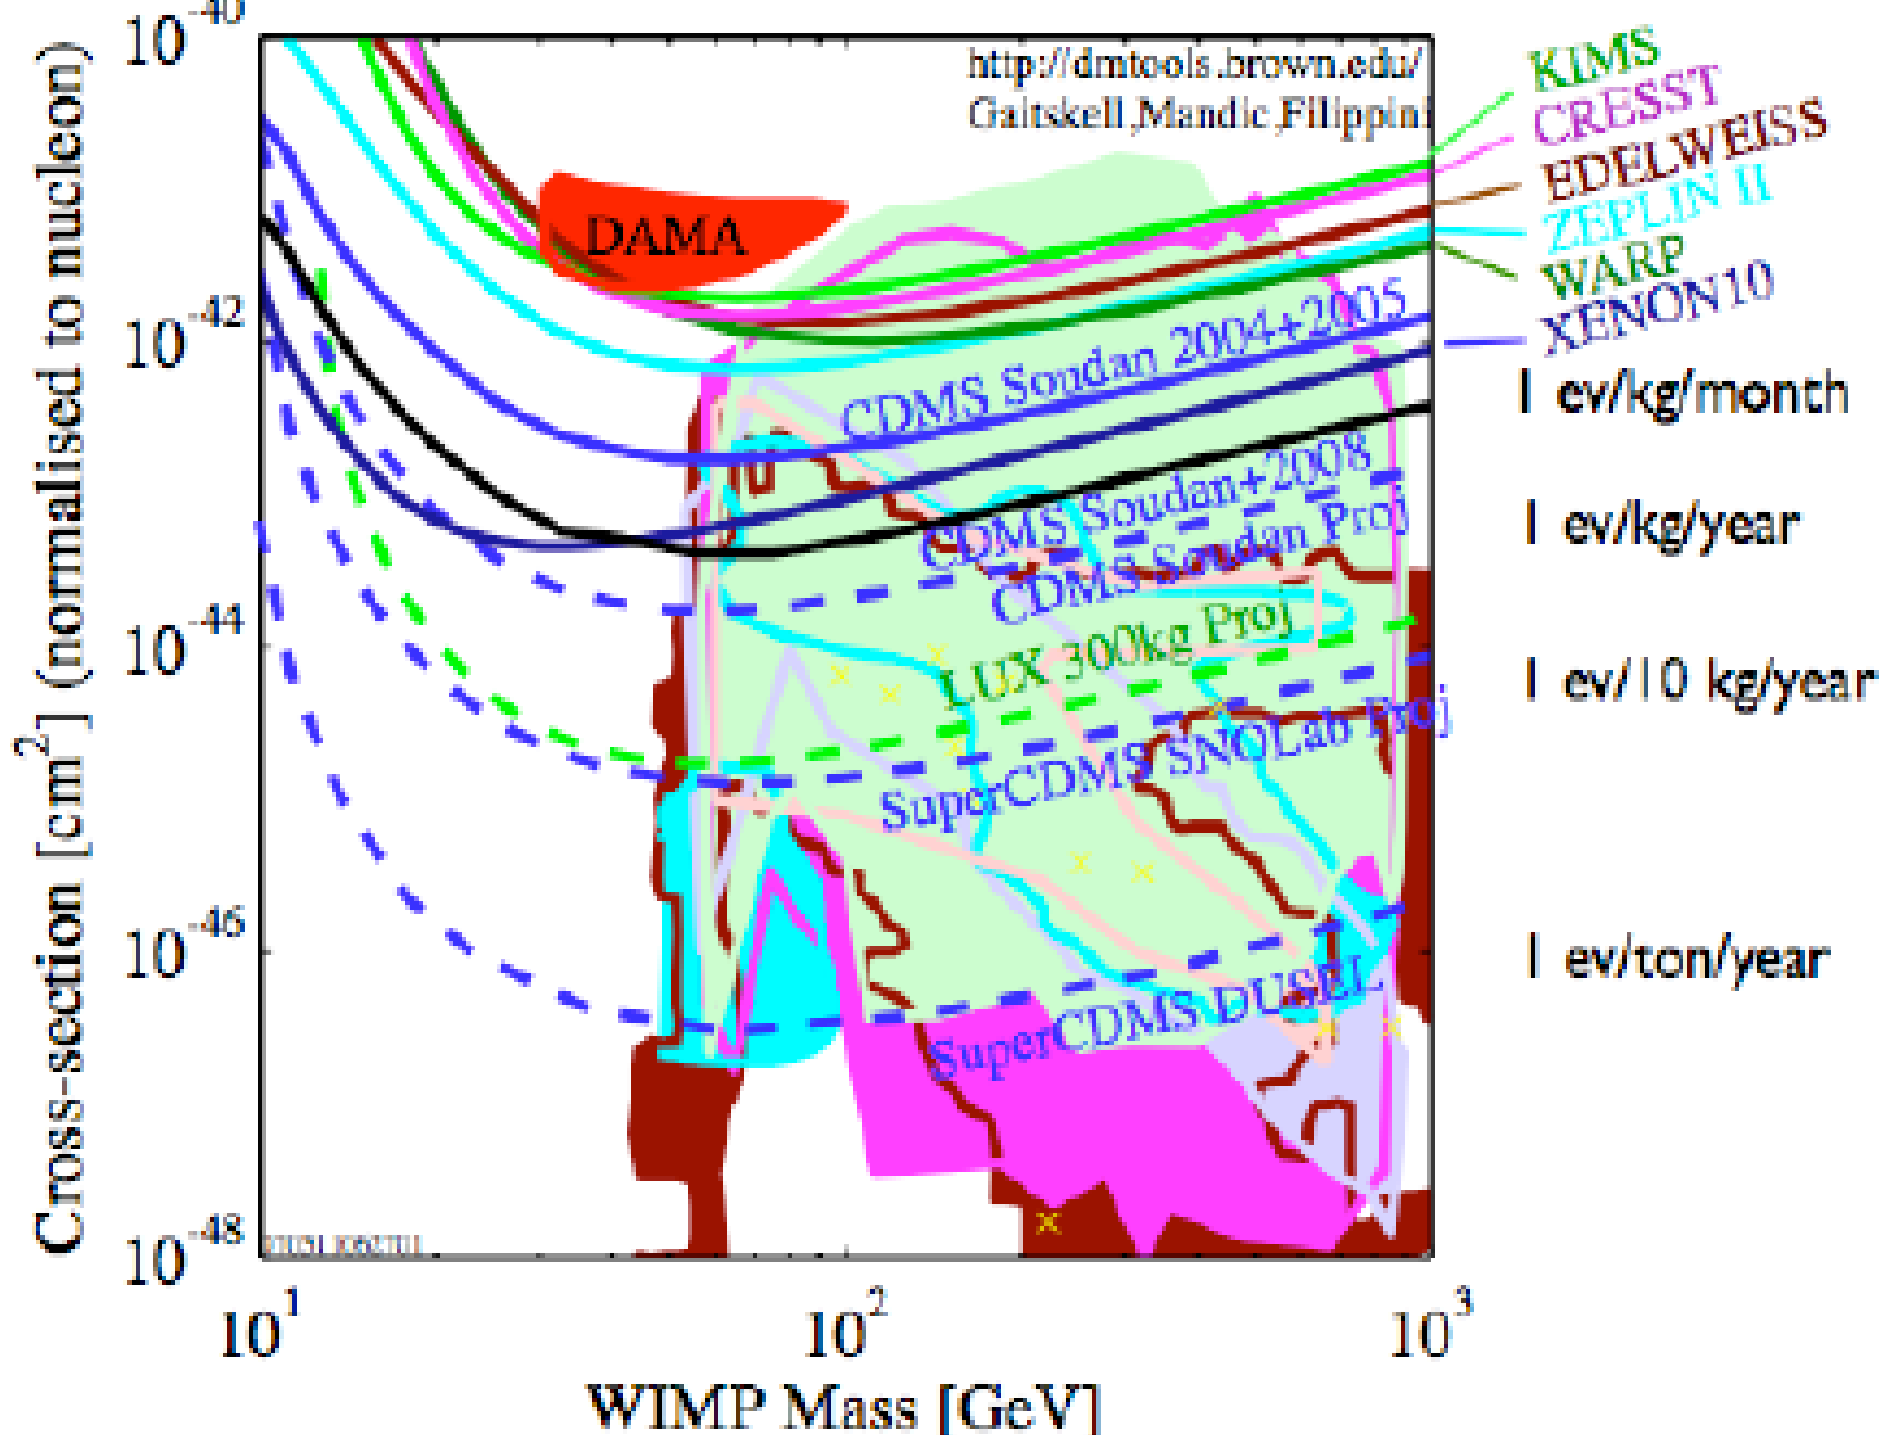 10^-40
http://dmtools.brown.edu/
Gaitskell,Mandic,Filippini
KIMS
CRESST
EDELWEISS
ZEPLIN II
WARP
XENON10
DAMA
10^-42
CDMS Soudan 2004+2005
1 ev/kg/month
CDMS Soudan+2008
CDMS Soudan Proj
1 ev/kg/year
10^-44
LUX 300kg Proj
1 ev/10 kg/year
SuperCDMS SNOLab Proj
10^-46
SuperCDMS DUSEL
1 ev/ton/year
10^-48
Cross-section [cm^2] (normalised to nucleon)
10^1
10^2
10^3
WIMP Mass [GeV]